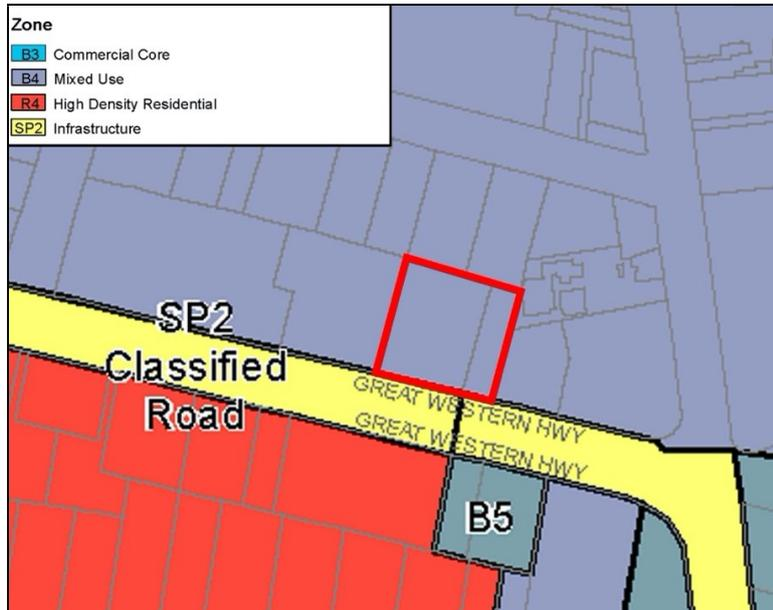 Zone
B3 Commercial Core
B4 Mixed Use
R4 High Density Residential
SP2 Infrastructure
SP2
Classified
Road
GREAT WESTERN HWY
GREAT WESTERN HWY
B5